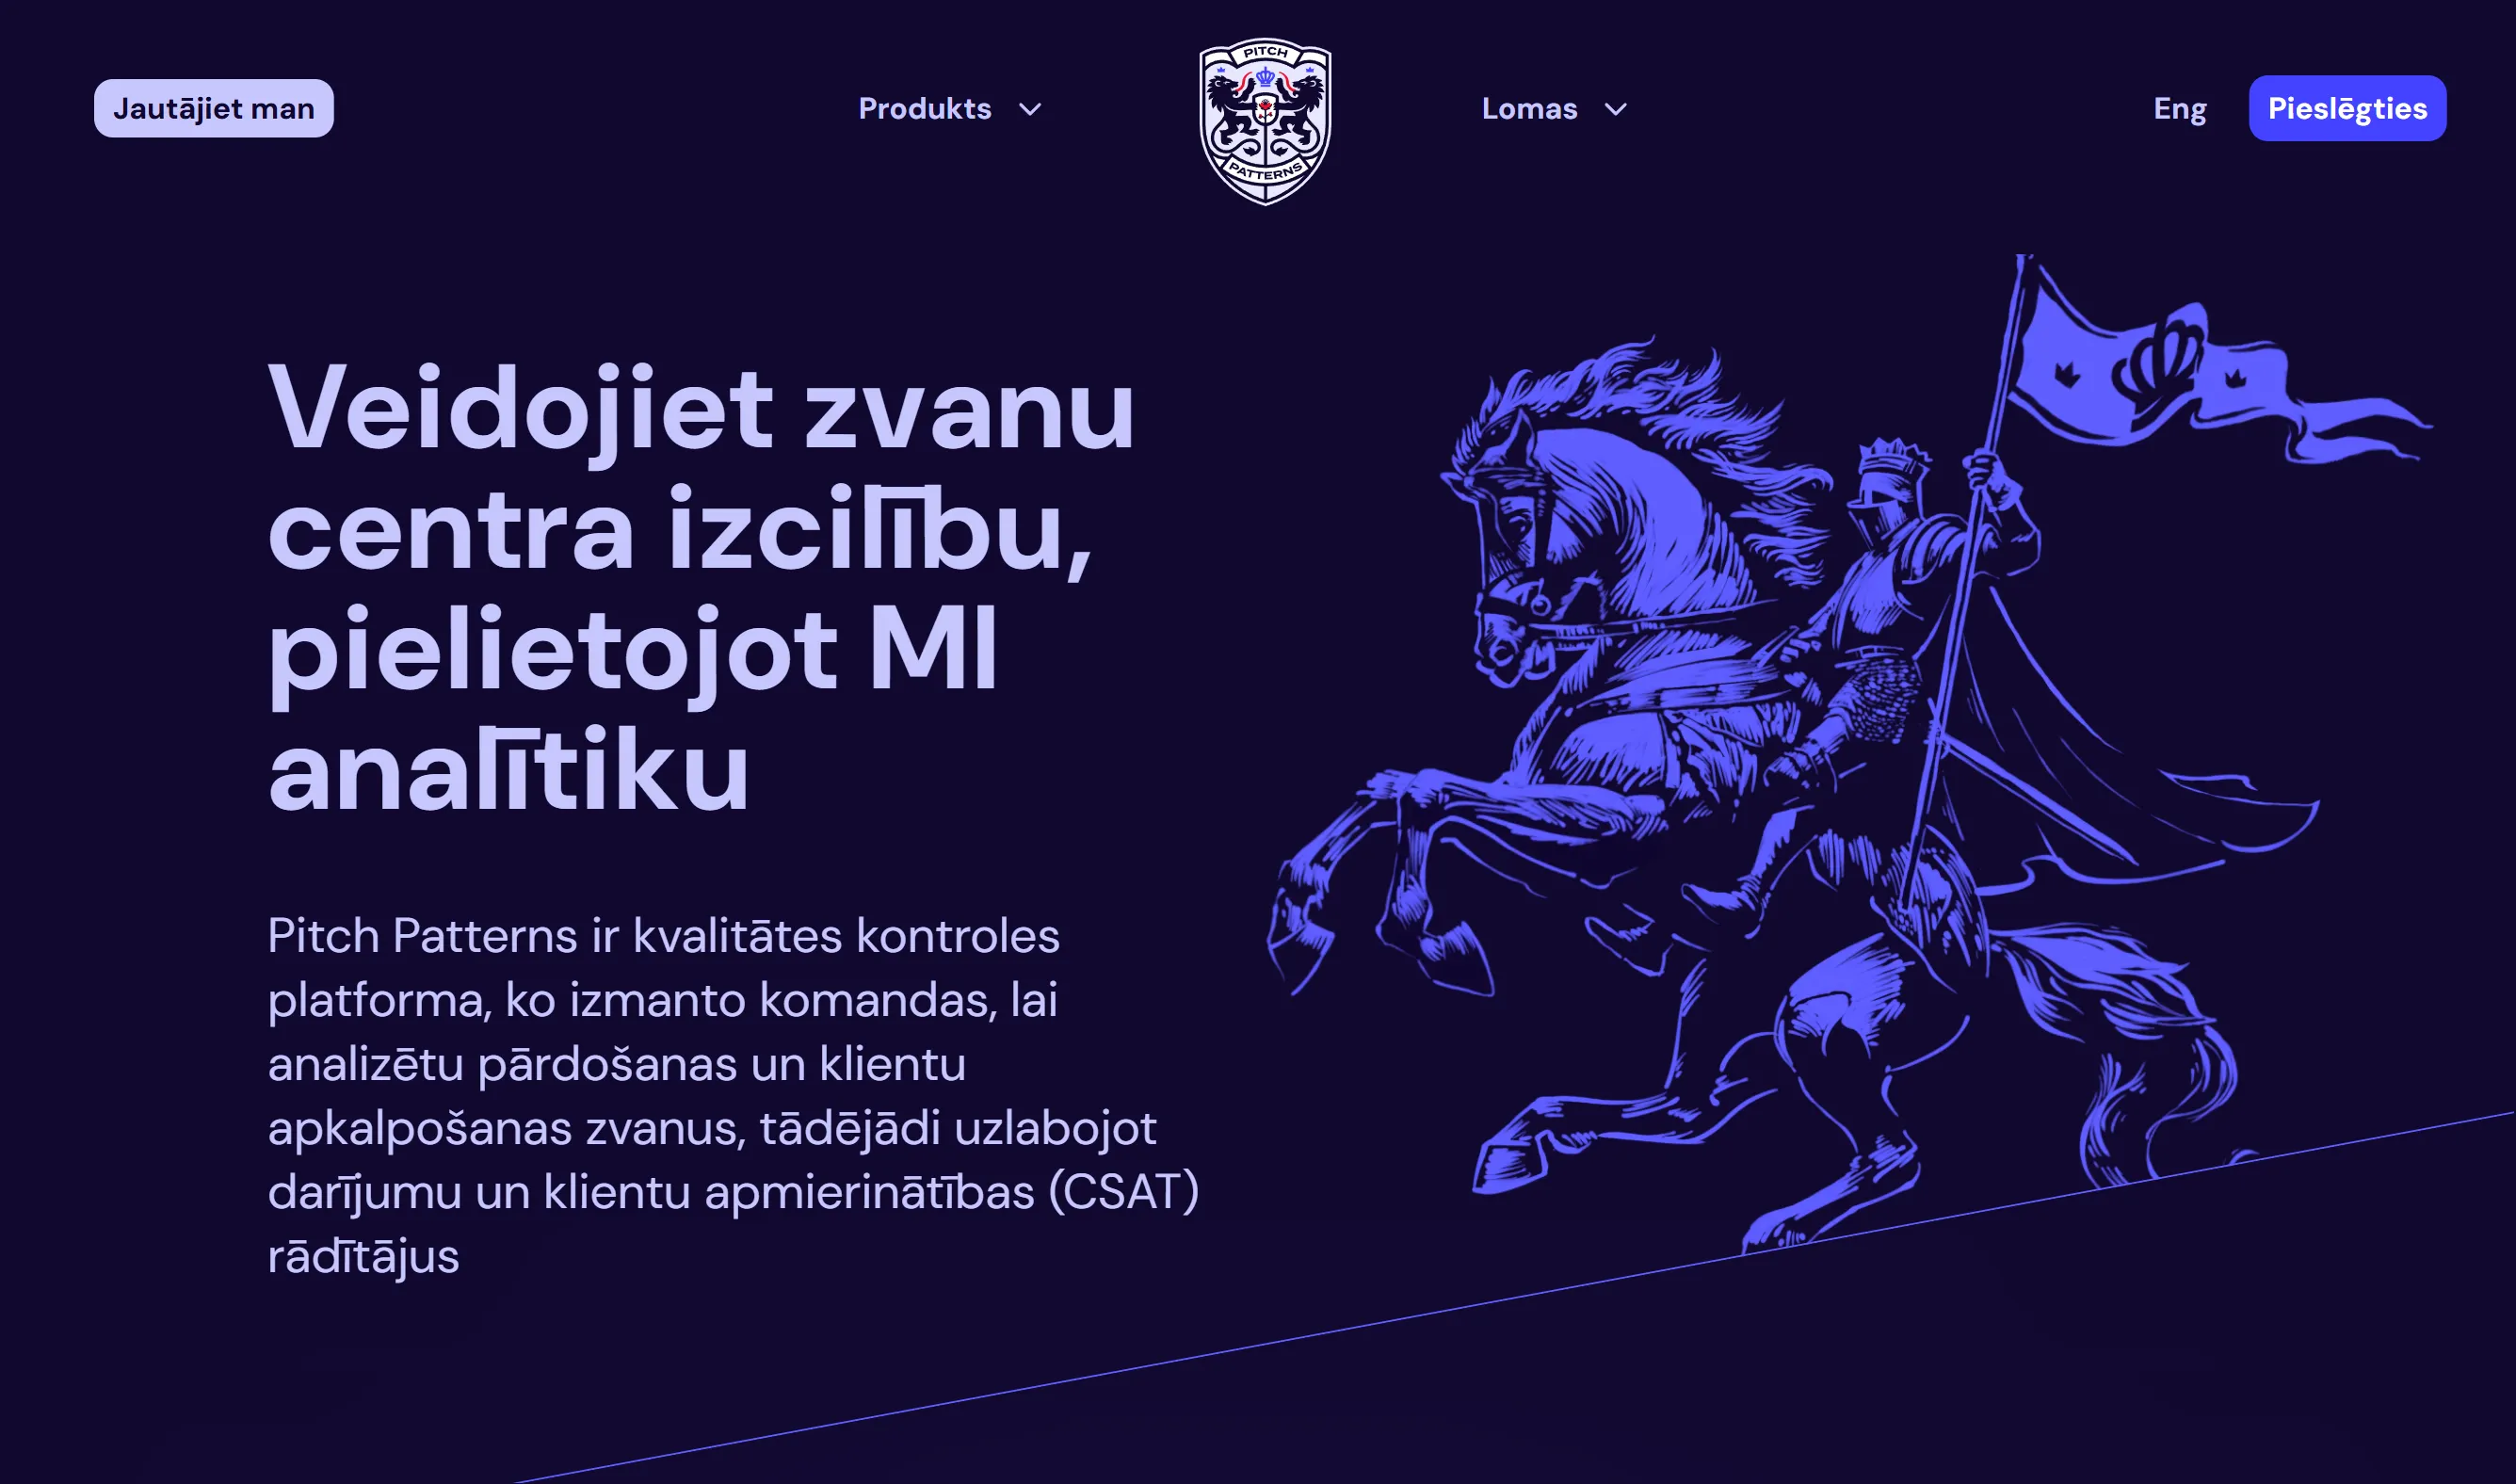 Jautājiet man
Produkts
PITCH
PATTERNS
Lomas
Eng
Pieslēgties
Veidojiet zvanu
centra izcilību,
pielietojot MI
analītiku
Pitch Patterns ir kvalitātes kontroles
platforma, ko izmanto komandas, lai
analizētu pārdošanas un klientu
apkalpošanas zvanus, tādējādi uzlabojot
darījumu un klientu apmierinātības (CSAT)
rādītājus